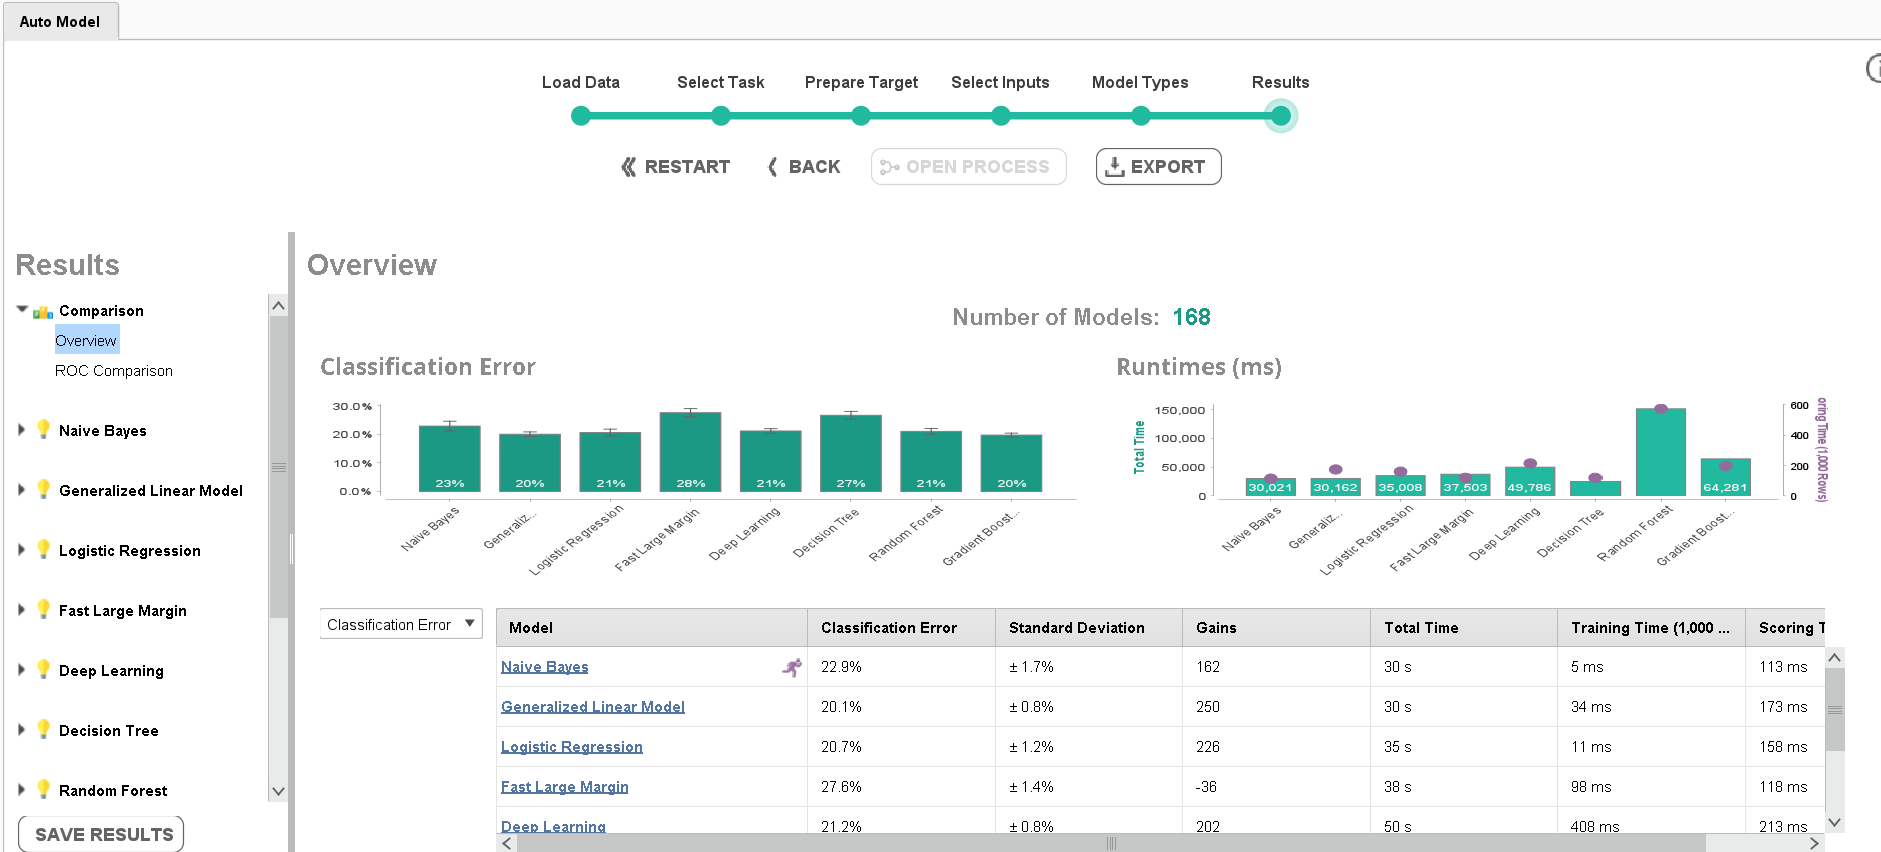 Auto Model
Load Data Select Task Prepare Target Select Inputs Model Types Results
RESTART BACK OPEN PROCESS EXPORT
Results
Comparison
Overview
ROC Comparison
Naive Bayes
Generalized Linear Model
Logistic Regression
Fast Large Margin
Deep Learning
Decision Tree
Random Forest
SAVE RESULTS
Overview
Number of Models: 168
Classification Error
30.0%
20.0%
10.0%
0.0%
23% 20% 21% 28% 21% 27% 21% 20%
Naive Bayes Generaliz... Logistic Regression Fast Large Margin Deep Learning Decision Tree Random Forest Gradient Boost...
Runtimes (ms)
Total Time
150,000
100,000
50,000
0
30,021 30,162 35,008 37,503 49,786 64,281
600
400
200
0
oring Time (1,000 Rows)
Naive Bayes Generaliz... Logistic Regression Fast Large Margin Deep Learning Decision Tree Random Forest Gradient Boost...
Classification Error
Model Classification Error Standard Deviation Gains Total Time Training Time (1,000 ... Scoring T
Naive Bayes 22.9% ± 1.7% 162 30 s 5 ms 113 ms
Generalized Linear Model 20.1% ± 0.8% 250 30 s 34 ms 173 ms
Logistic Regression 20.7% ± 1.2% 226 35 s 11 ms 158 ms
Fast Large Margin 27.6% ± 1.4% -36 38 s 98 ms 118 ms
Deep Learning 21.2% ± 0.8% 202 50 s 408 ms 213 ms